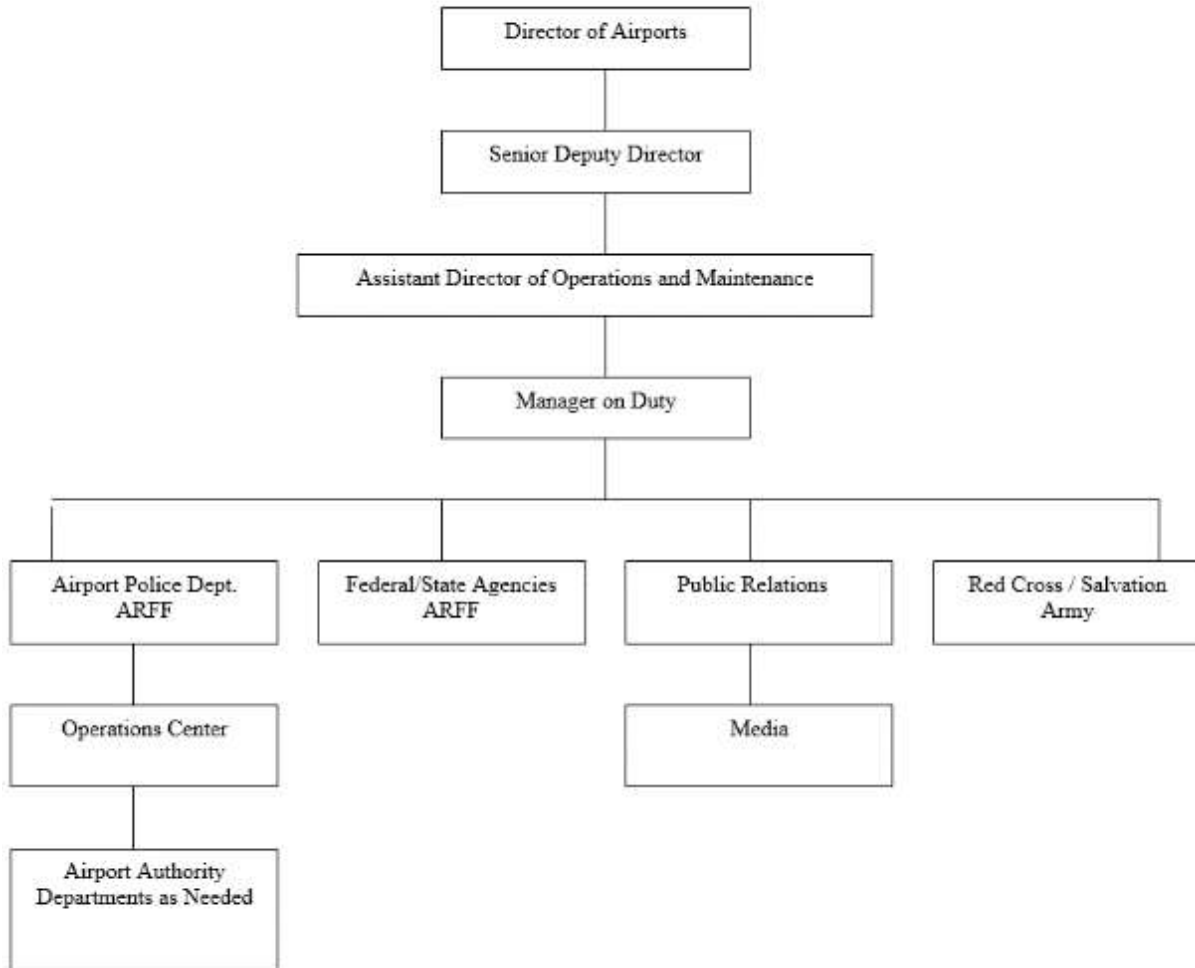 Director of Airports
Senior Deputy Director
Assistant Director of Operations and Maintenance
Manager on Duty
Airport Police Dept.
ARFF
Federal/State Agencies
ARFF
Public Relations
Red Cross / Salvation
Army
Operations Center
Media
Airport Authority
Departments as Needed